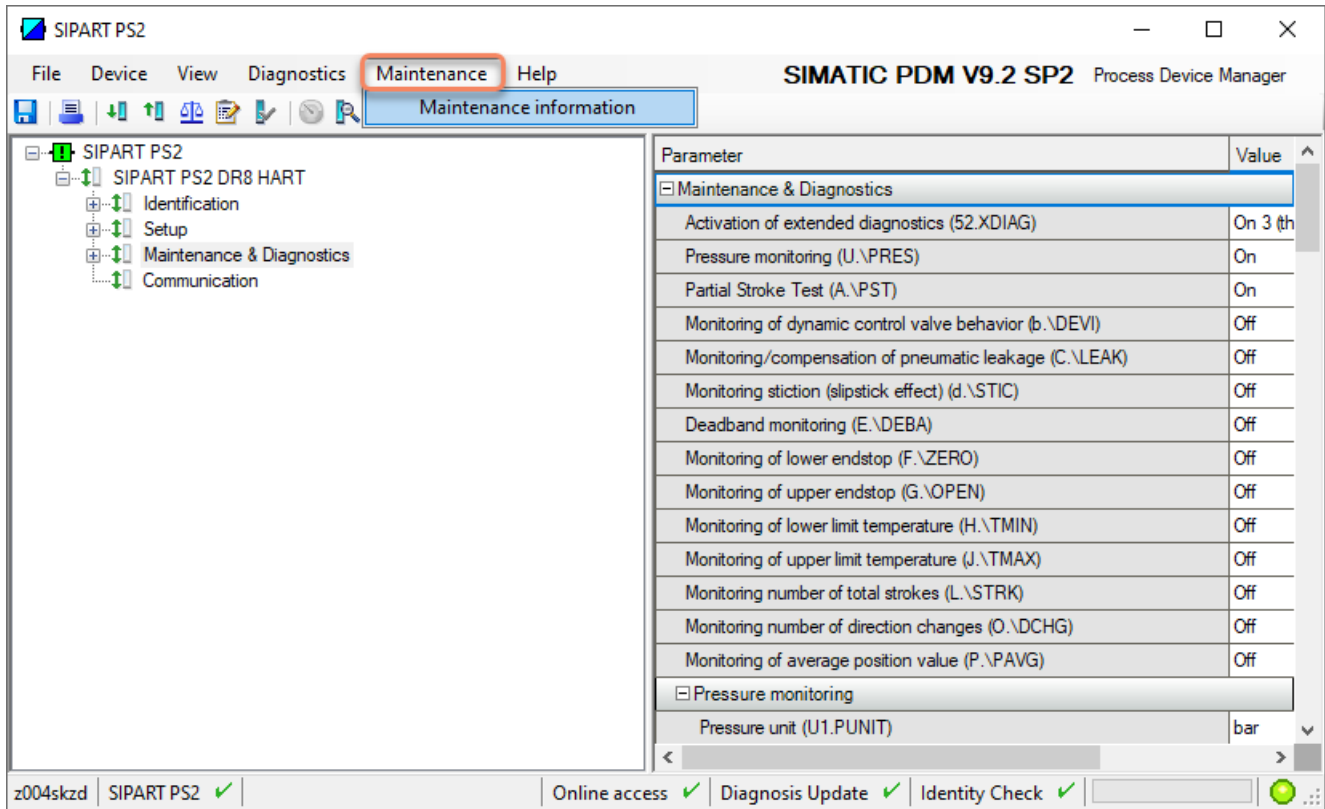 SIPART PS2
File Device View Diagnostics Maintenance Help SIMATIC PDM V9.2 SP2 Process Device Manager
Maintenance information
SIPART PS2
SIPART PS2 DR8 HART
Identification
Setup
Maintenance & Diagnostics
Communication
Parameter Value
Maintenance & Diagnostics
Activation of extended diagnostics (52.XDIAG) On 3 (th
Pressure monitoring (U.\PRES) On
Partial Stroke Test (A.\PST) On
Monitoring of dynamic control valve behavior (b.\DEVI) Off
Monitoring/compensation of pneumatic leakage (C.\LEAK) Off
Monitoring stiction (slipstick effect) (d.\STIC) Off
Deadband monitoring (E.\DEBA) Off
Monitoring of lower endstop (F.\ZERO) Off
Monitoring of upper endstop (G.\OPEN) Off
Monitoring of lower limit temperature (H.\TMIN) Off
Monitoring of upper limit temperature (J.\TMAX) Off
Monitoring number of total strokes (L.\STRK) Off
Monitoring number of direction changes (O.\DCHG) Off
Monitoring of average position value (P.\PAVG) Off
Pressure monitoring
Pressure unit (U1.PUNIT) bar
z004skzd SIPART PS2 Online access Diagnosis Update Identity Check